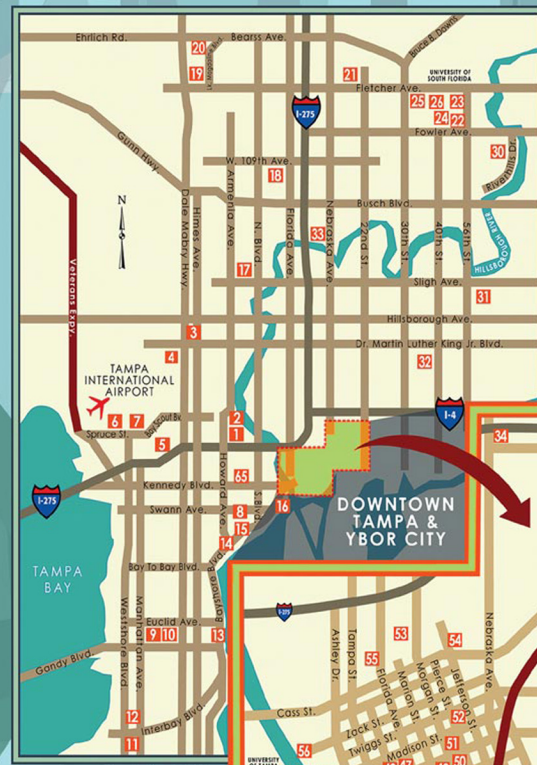 Ehrlich Rd.
Bearss Ave.
Bruce B. Downs
20
19
21
UNIVERSITY OF
SOUTH FLORIDA
Fletcher Ave.
I-275
25 26 23
24 22
Fowler Ave.
Gunn Hwy
W. 109th Ave.
18
30
Riverhills Dr.
Busch Blvd.
N
Armenia Ave.
Dale Mabry Hwy.
Himes Ave.
N. Blvd.
Florida Ave.
Nebraska Ave.
22nd St.
30th St.
40th St.
56th St.
33
HILLSBOROUGH RIVER
Veterans Expy.
17
Sligh Ave.
31
Hillsborough Ave.
3
Dr. Martin Luther King Jr. Blvd.
4
32
TAMPA
INTERNATIONAL
AIRPORT
6 7
Boy Scout Blvd.
2
1
I-4
Spruce St.
5
34
I-275
65
Kennedy Blvd.
Howard Ave.
S. Blvd.
16
DOWNTOWN
TAMPA &
YBOR CITY
Swann Ave.
8
15
14
TAMPA
BAY
Bay To Bay Blvd.
Bayshore Blvd.
I-275
Westshore Blvd.
Manhattan Ave.
Euclid Ave.
9 10
13
Gandy Blvd.
Ashley Dr.
Tampa St.
53
54
55
Nebraska Ave.
Florida Ave.
Marion St.
Morgan St.
Pierce St.
Jefferson St.
12
11
Interbay Blvd.
Cass St.
52
Zack St.
Twiggs St.
Madison St.
51
56
50
UNIVERSITY